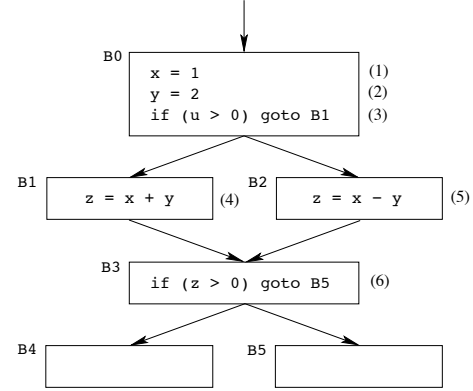 B0
x = 1 (1)
y = 2 (2)
if (u > 0) goto B1 (3)
B1
z = x + y (4)
B2
z = x − y (5)
B3
if (z > 0) goto B5 (6)
B4
B5